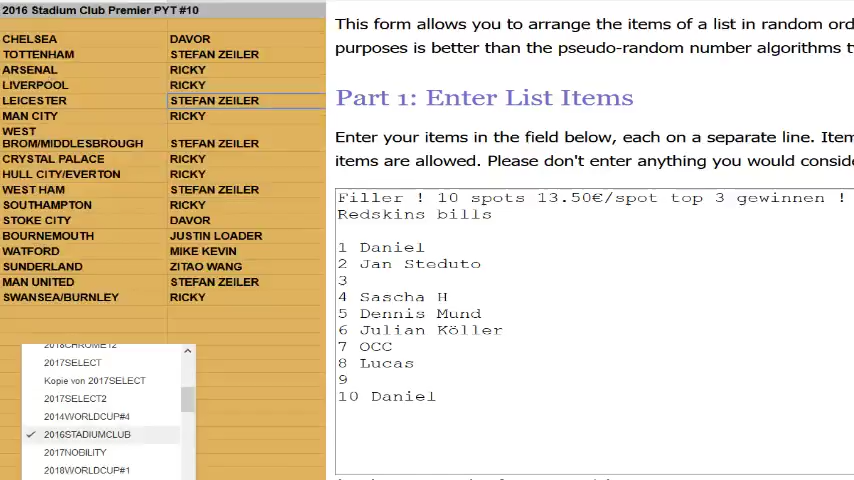 2016 Stadium Club Premier PYT #10
CHELSEA DAVOR
TOTTENHAM STEFAN ZEILER
ARSENAL RICKY
LIVERPOOL RICKY
LEICESTER STEFAN ZEILER
MAN CITY RICKY
WEST
BROM/MIDDLESBROUGH STEFAN ZEILER
CRYSTAL PALACE RICKY
HULL CITY/EVERTON RICKY
WEST HAM STEFAN ZEILER
SOUTHAMPTON RICKY
STOKE CITY DAVOR
BOURNEMOUTH JUSTIN LOADER
WATFORD MIKE KEVIN
SUNDERLAND ZITAO WANG
MAN UNITED STEFAN ZEILER
SWANSEA/BURNLEY RICKY
2018CHROME12
2017SELECT
Kopie von 2017SELECT
2017SELECT2
2014WORLDCUP#4
2016STADIUMCLUB
2017NOBILITY
2018WORLDCUP#1
This form allows you to arrange the items of a list in random ord
purposes is better than the pseudo-random number algorithms t
Part 1: Enter List Items
Enter your items in the field below, each on a separate line. Item
items are allowed. Please don't enter anything you would conside
Filler ! 10 spots 13.50€/spot top 3 gewinnen !
Redskins bills
1 Daniel
2 Jan Steduto
3
4 Sascha H
5 Dennis Mund
6 Julian Köller
7 OCC
8 Lucas
9
10 Daniel